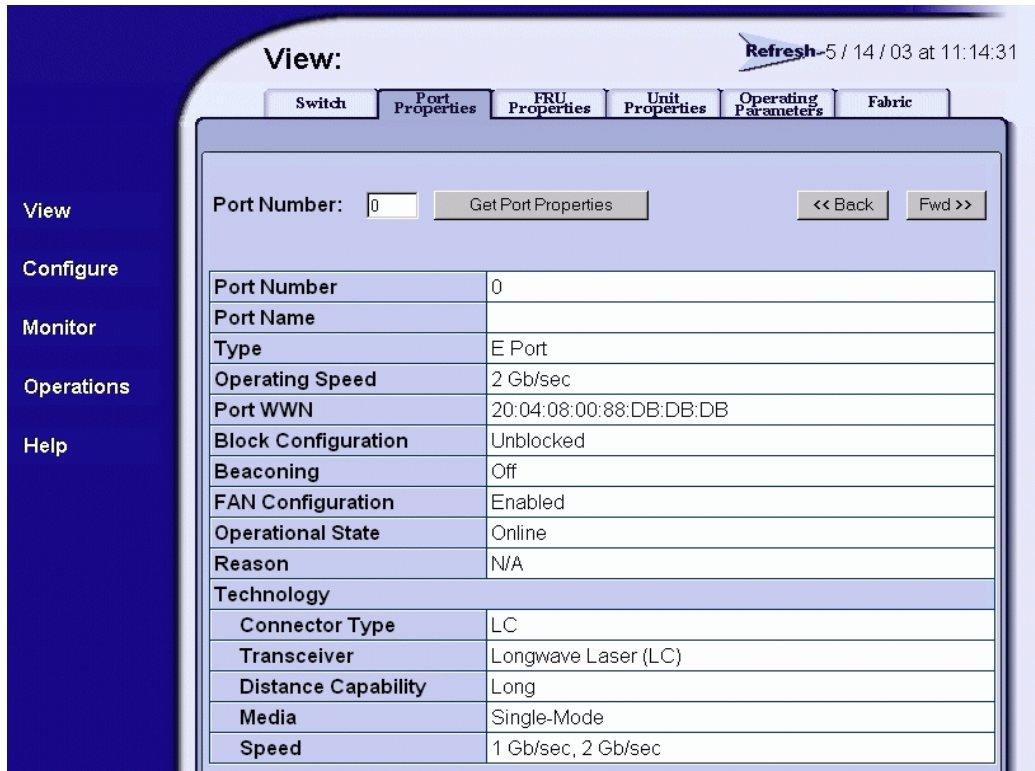 View:
Refresh-5 / 14 / 03 at 11:14:31
Switch
Port Properties
FRU Properties
Unit Properties
Operating Parameters
Fabric
View
Configure
Monitor
Operations
Help
Port Number: 0 Get Port Properties << Back Fwd >>
Port Number 0
Port Name
Type E Port
Operating Speed 2 Gb/sec
Port WWN 20:04:08:00:88:DB:DB:DB
Block Configuration Unblocked
Beaconing Off
FAN Configuration Enabled
Operational State Online
Reason N/A
Technology
Connector Type LC
Transceiver Longwave Laser (LC)
Distance Capability Long
Media Single-Mode
Speed 1 Gb/sec, 2 Gb/sec